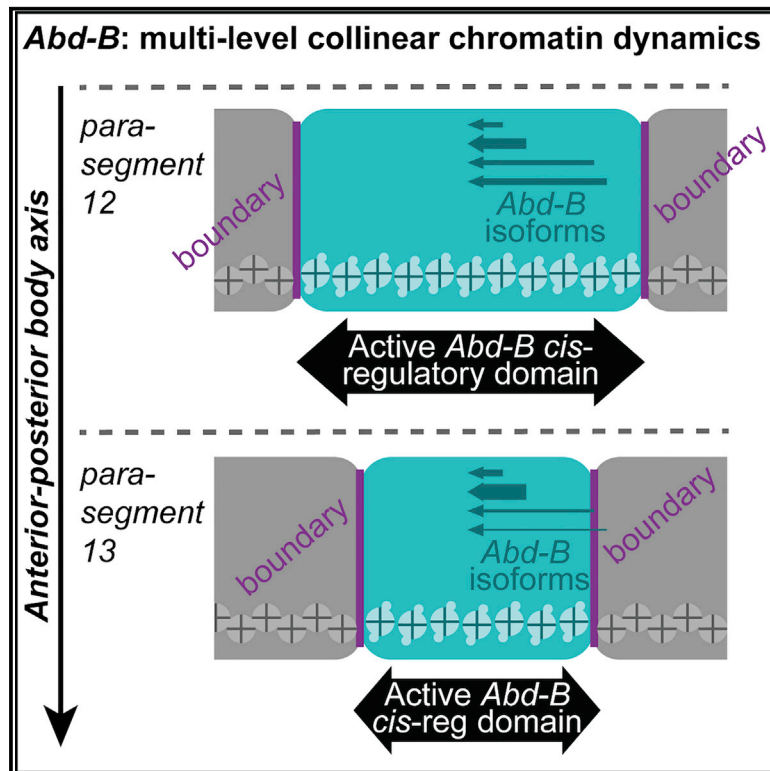 Abd-B: multi-level collinear chromatin dynamics
Anterior-posterior body axis
para-
segment
12
boundary
Abd-B
isoforms
boundary
Active Abd-B cis-
regulatory domain
para-
segment
13
boundary
Abd-B
isoforms
boundary
Active Abd-B
cis-reg domain